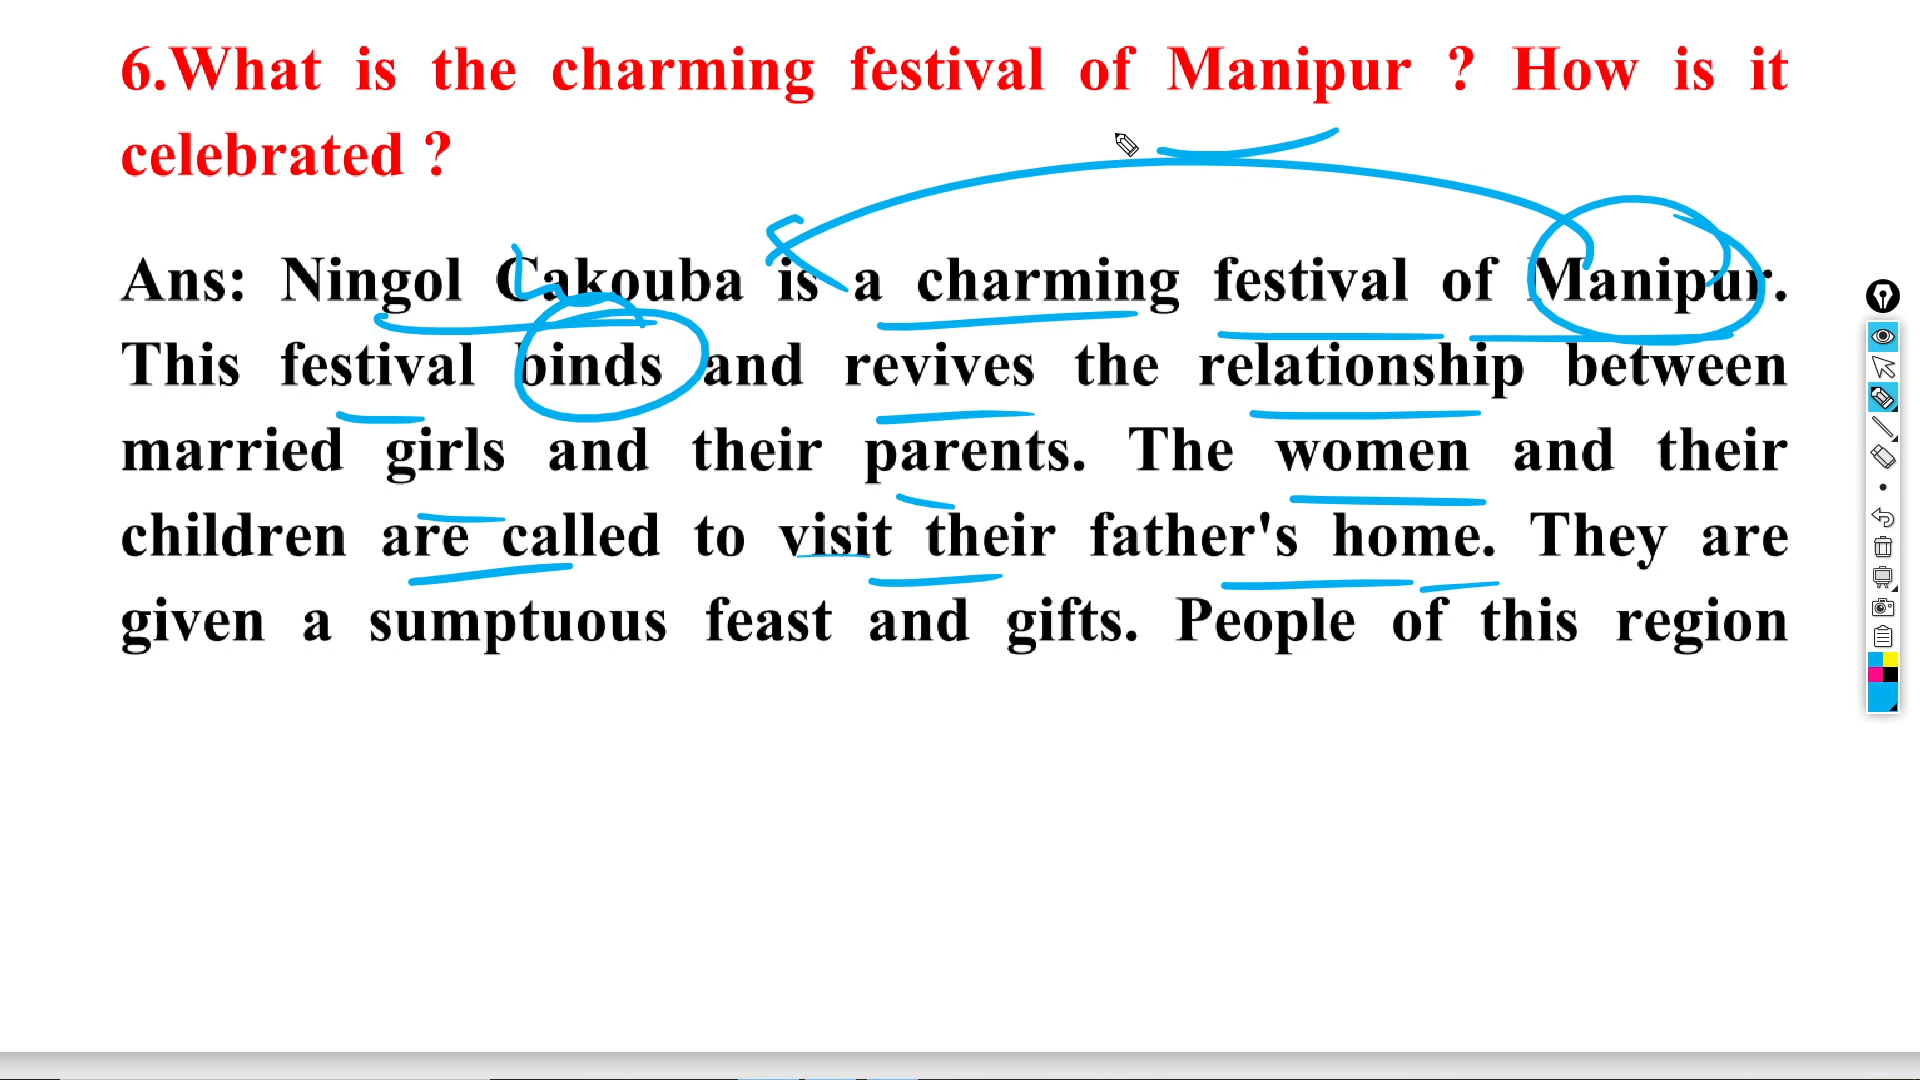 6.What is the charming festival of Manipur ? How is it
celebrated ?
Ans: Ningol Cakouba is a charming festival of Manipur.
This festival binds and revives the relationship between
married girls and their parents. The women and their
children are called to visit their father's home. They are
given a sumptuous feast and gifts. People of this region